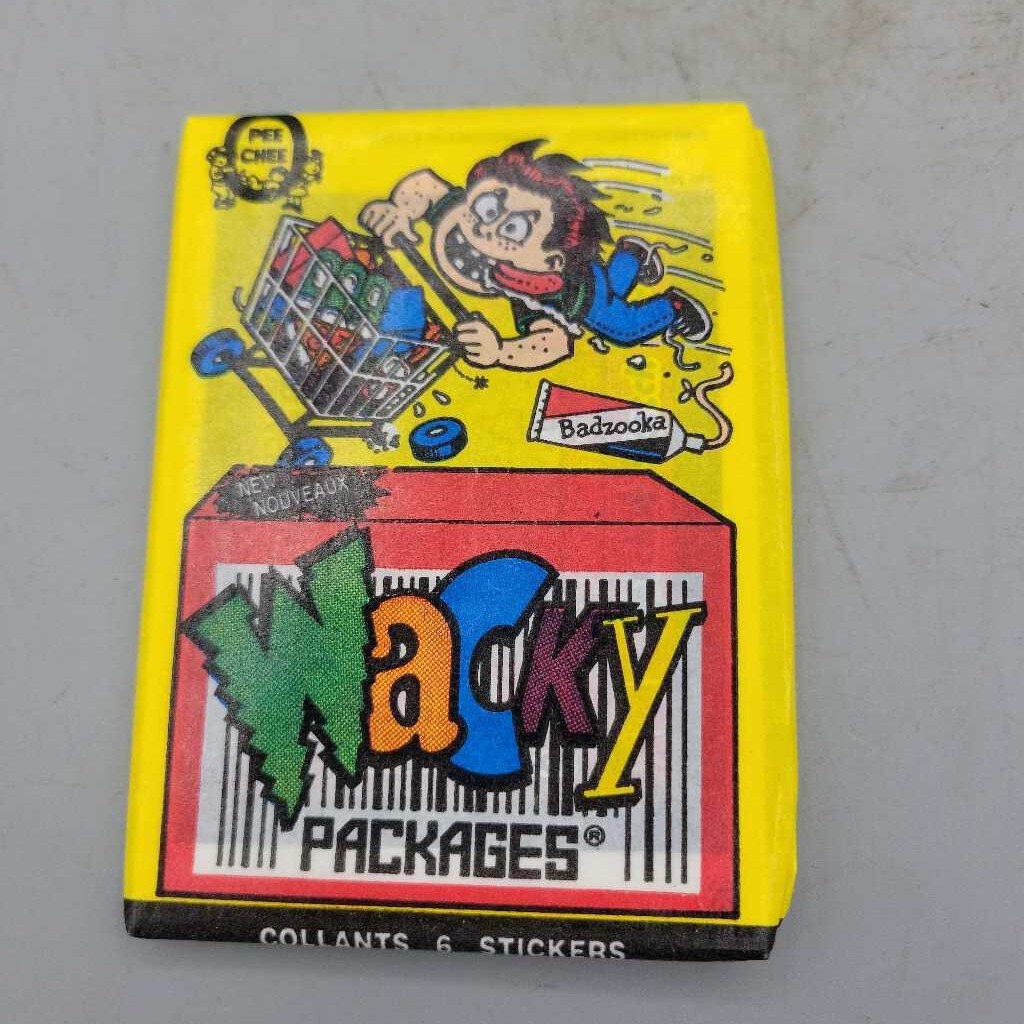 PEE
CHEE
Badzooka
NEW
NOUVEAUX
Wacky
PACKAGES®
COLLANTS 6 STICKERS